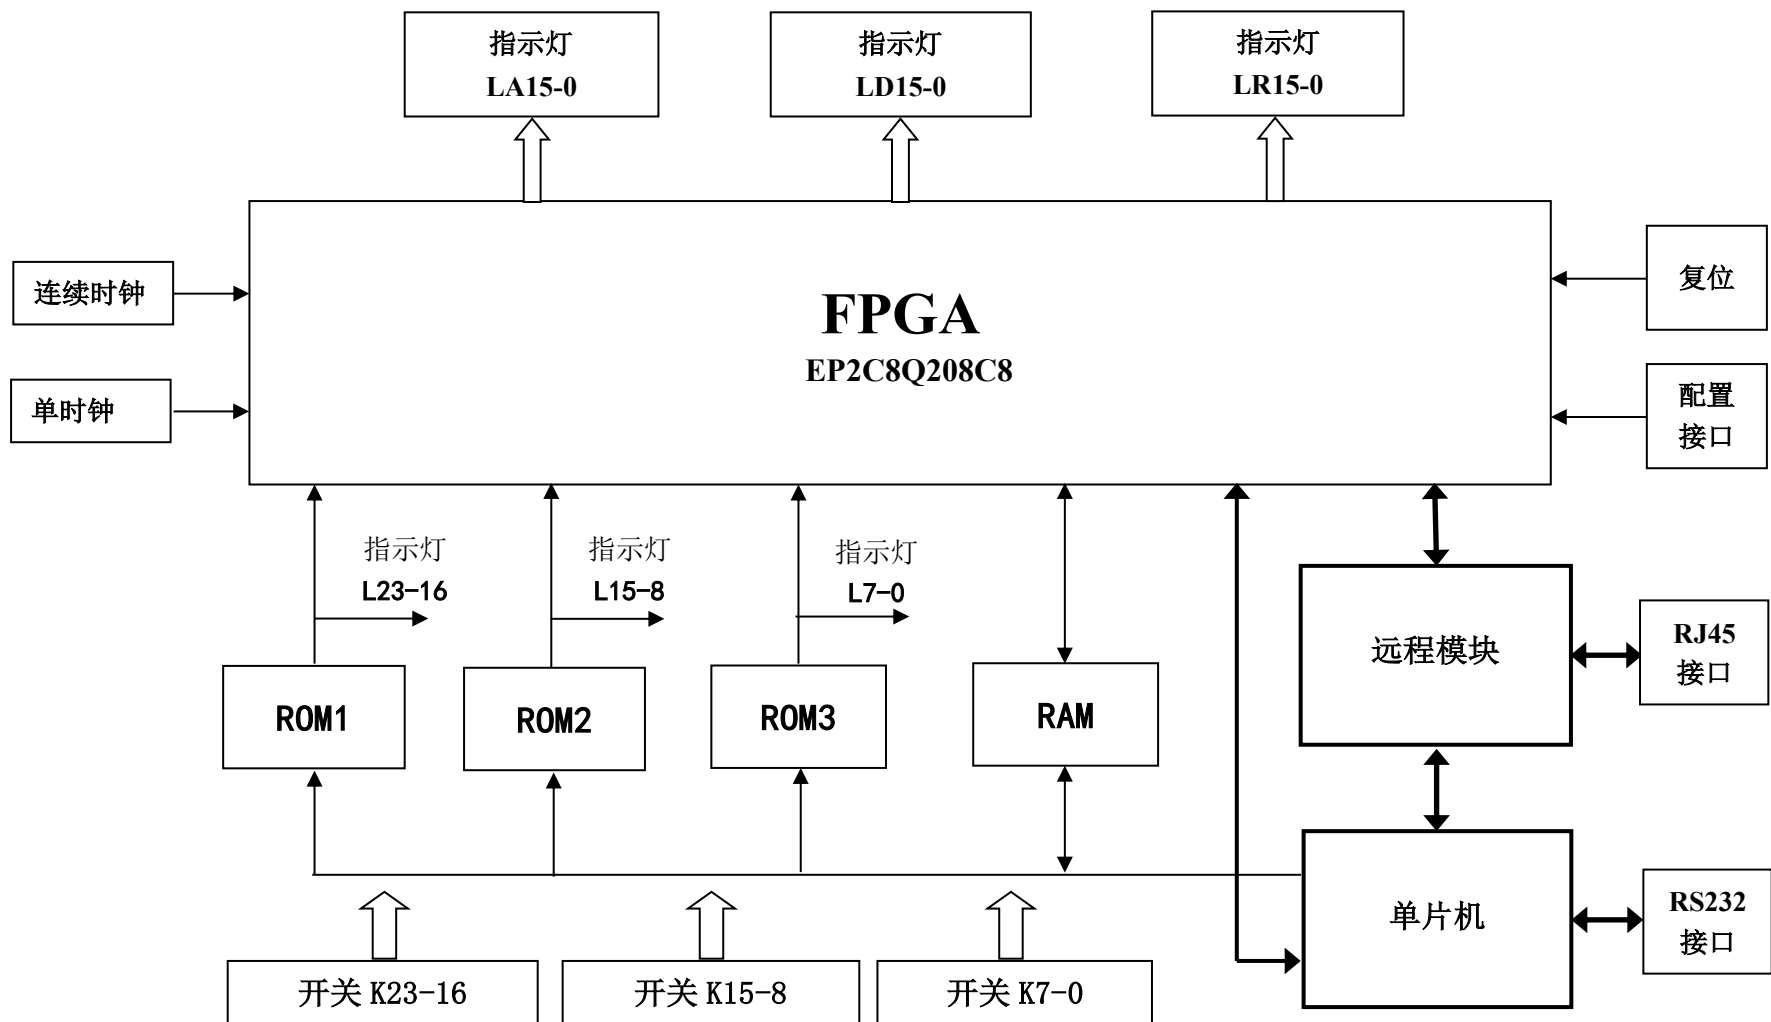 指示灯
LA15-0
指示灯
LD15-0
指示灯
LR15-0
连续时钟
单时钟
FPGA
EP2C8Q208C8
复位
配置
接口
指示灯
L23-16
指示灯
L15-8
指示灯
L7-0
ROM1
ROM2
ROM3
RAM
远程模块
RJ45
接口
单片机
RS232
接口
开关 K23-16
开关 K15-8
开关 K7-0